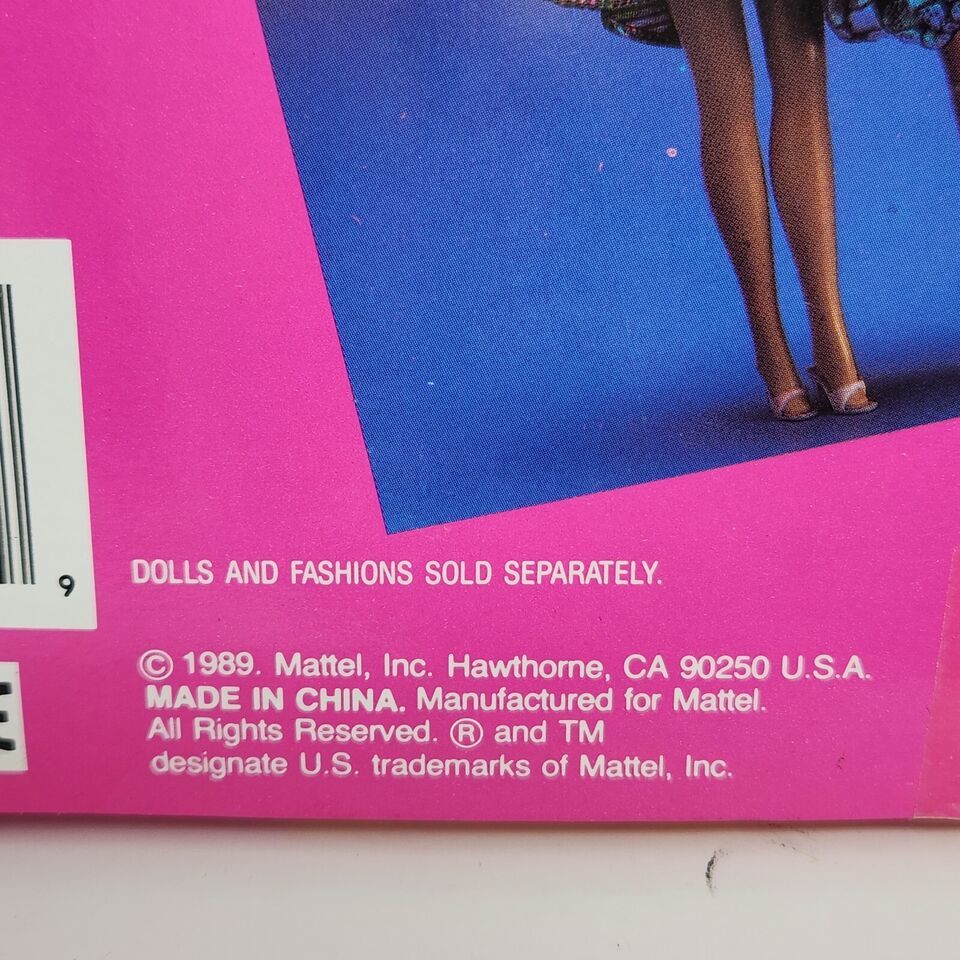 9
DOLLS AND FASHIONS SOLD SEPARATELY.
© 1989. Mattel, Inc. Hawthorne, CA 90250 U.S.A.
MADE IN CHINA. Manufactured for Mattel.
All Rights Reserved. ® and TM
designate U.S. trademarks of Mattel, Inc.